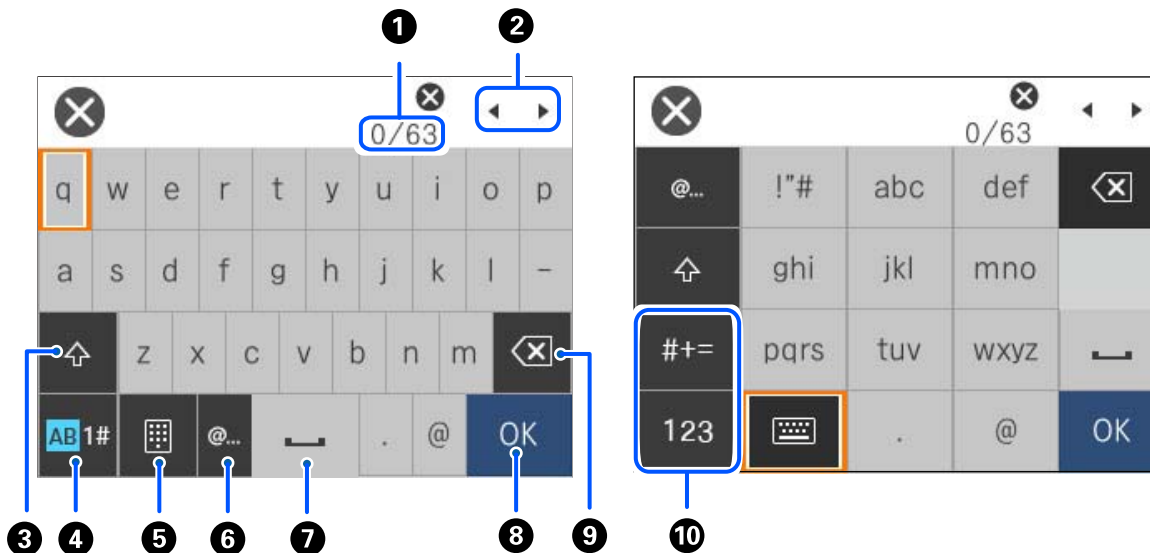 1 2
0/63
q w e r t y u i o p
a s d f g h j k l -
z x c v b n m
AB 1# @... . @ OK
3 4 5 6 7 8 9
0/63
@... !"# abc def
ghi jkl mno
#+= pqrs tuv wxyz
123 . @ OK
10